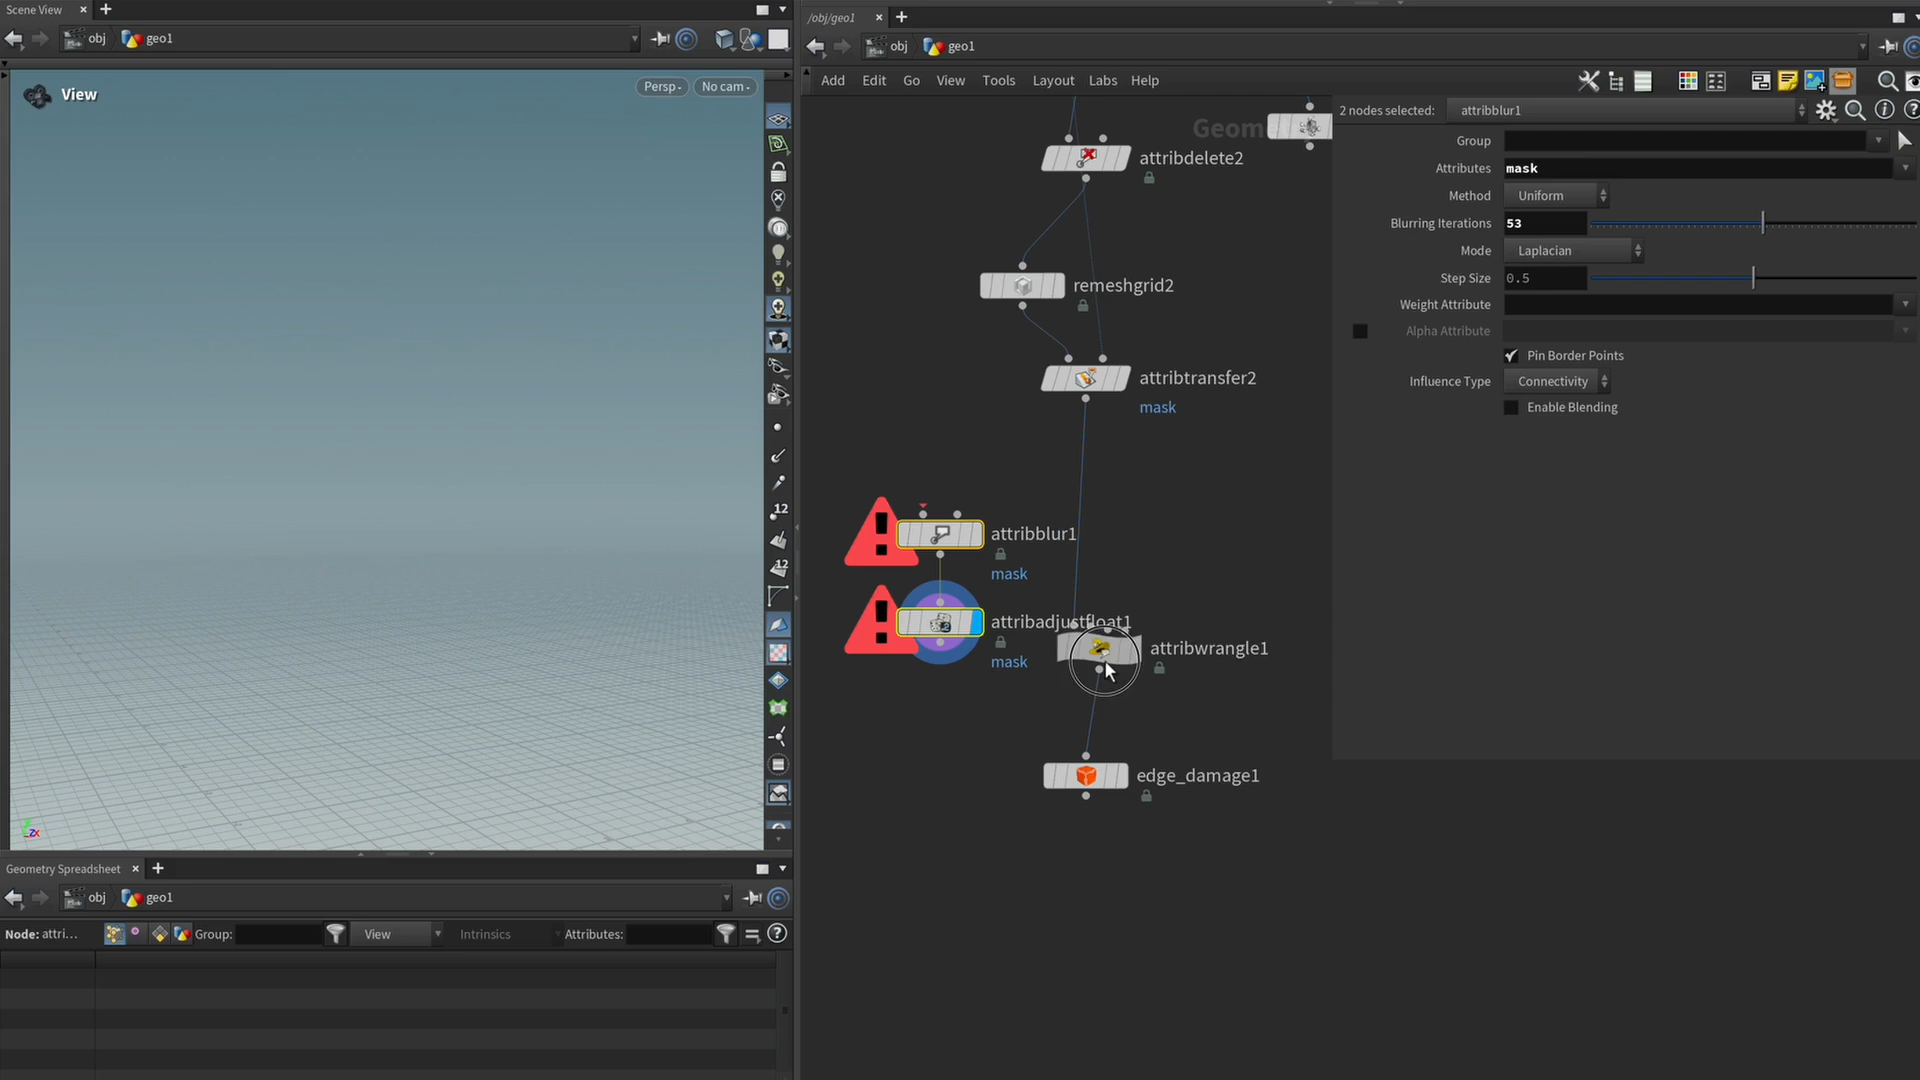 Scene View
obj
geo1
View
Persp
No cam
12
12
Geometry Spreadsheet
obj
geo1
Node: attri...
Group:
View
Intrinsics
Attributes:
/obj/geo1
obj
geo1
Add
Edit
Go
View
Tools
Layout
Labs
Help
Geom
attribdelete2
remeshgrid2
attribtransfer2
mask
attribblur1
mask
attribadjustfloat1
mask
attribwrangle1
edge_damage1
2 nodes selected:
attribblur1
Group
Attributes
mask
Method
Uniform
Blurring Iterations
53
Mode
Laplacian
Step Size
0.5
Weight Attribute
Alpha Attribute
Pin Border Points
Influence Type
Connectivity
Enable Blending